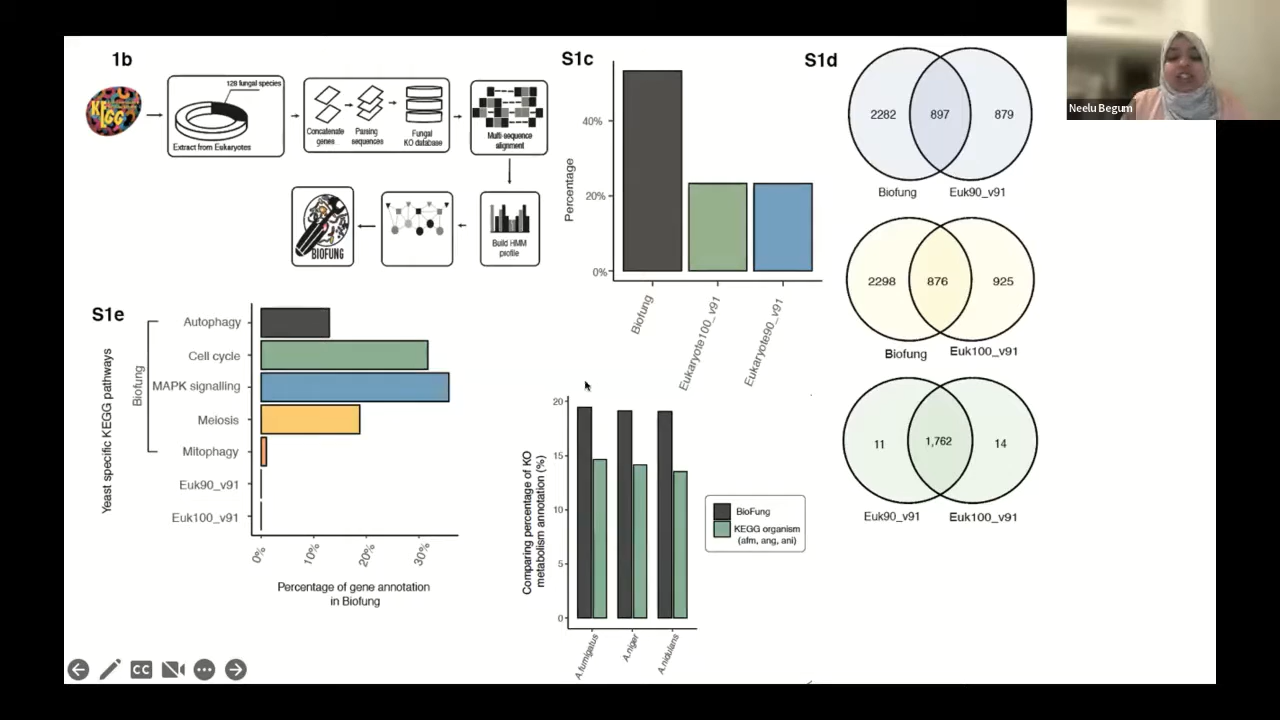 1b
KEGG
128 fungal species
Extract from Eukaryotes
Concatenate
genes
Parsing
sequences
Fungal
KO database
Multi sequence
alignment
BIOFUNG
Build HMM
profile
S1c
Percentage
40%
20%
0%
Biofung
Eukaryote100_v91
Eukaryote90_v91
S1d
2282
897
879
Biofung
Euk90_v91
2298
876
925
Biofung
Euk100_v91
11
1,762
14
Euk90_v91
Euk100_v91
Neelu Begum
S1e
Yeast specific KEGG pathways
Biofung
Autophagy
Cell cycle
MAPK signalling
Meiosis
Mitophagy
Euk90_v91
Euk100_v91
0%
10%
20%
30%
Percentage of gene annotation
in Biofung
Comparing percentage of KO
metabolism annotation (%)
20
15
10
5
0
A.fumigatus
A.niger
A.nidulans
BioFung
KEGG organism
(afm, ang, ani)
CC